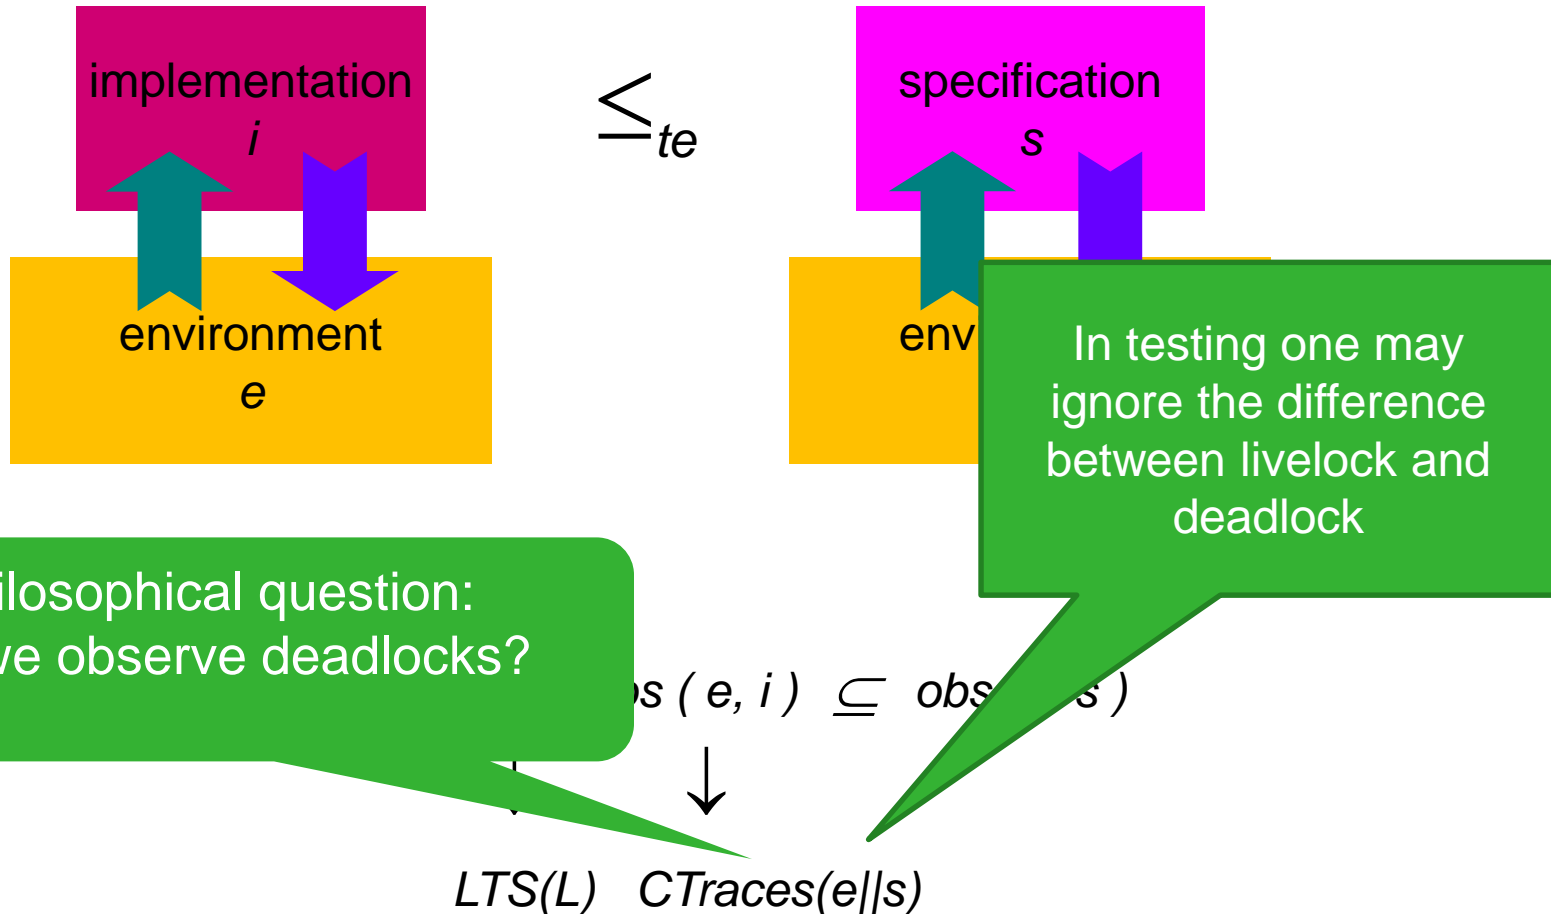 implementation
i
≤te
specification
s
environment
e
env
In testing one may
ignore the difference
between livelock and
deadlock
ilosophical question:
we observe deadlocks?
s ( e, i ) ⊆ obs s )
↓ ↓
LTS(L) CTraces(e||s)